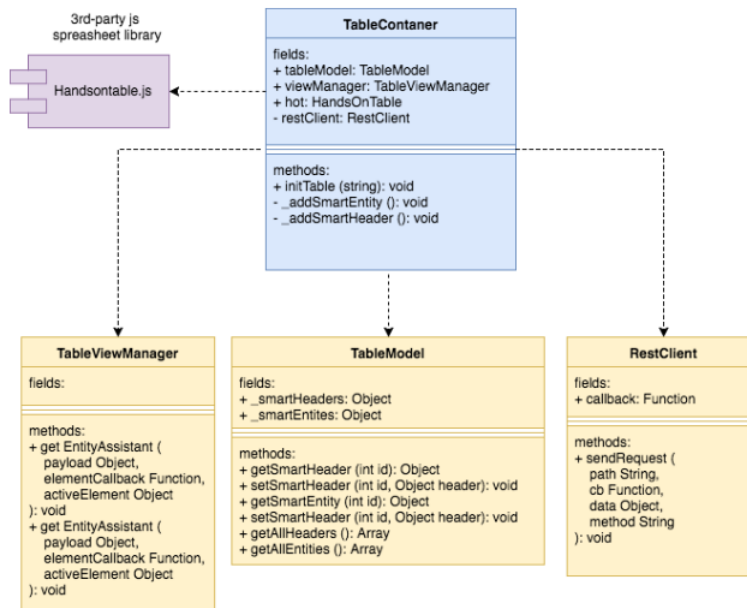 3rd-party js
spreasheet library
Handsontable.js
TableContaner
fields:
+ tableModel: TableModel
+ viewManager: TableViewManager
+ hot: HandsOnTable
- restClient: RestClient
methods:
+ initTable (string): void
- _addSmartEntity (): void
- _addSmartHeader (): void
TableViewManager
fields:
methods:
+ get EntityAssistant (
payload Object,
elementCallback Function,
activeElement Object
): void
+ get EntityAssistant (
payload Object,
elementCallback Function,
activeElement Object
): void
TableModel
fields:
+ _smartHeaders: Object
+ _smartEntites: Object
methods:
+ getSmartHeader (int id): Object
+ setSmartHeader (int id, Object header): void
+ getSmartEntity (int id): Object
+ setSmartHeader (int id, Object header): void
+ getAllHeaders (): Array
+ getAllEntities (): Array
RestClient
fields:
+ callback: Function
methods:
+ sendRequest (
path String,
cb Function,
data Object,
method String
): void